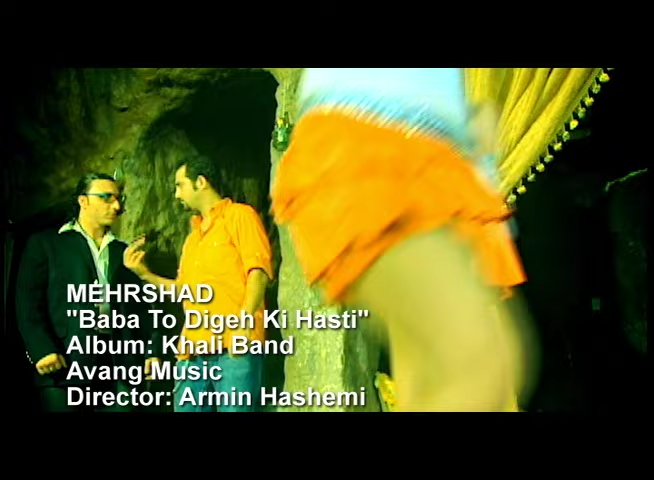 MEHRSHAD
"Baba To Digeh Ki Hasti"
Album: Khali Band
Avang Music
Director: Armin Hashemi